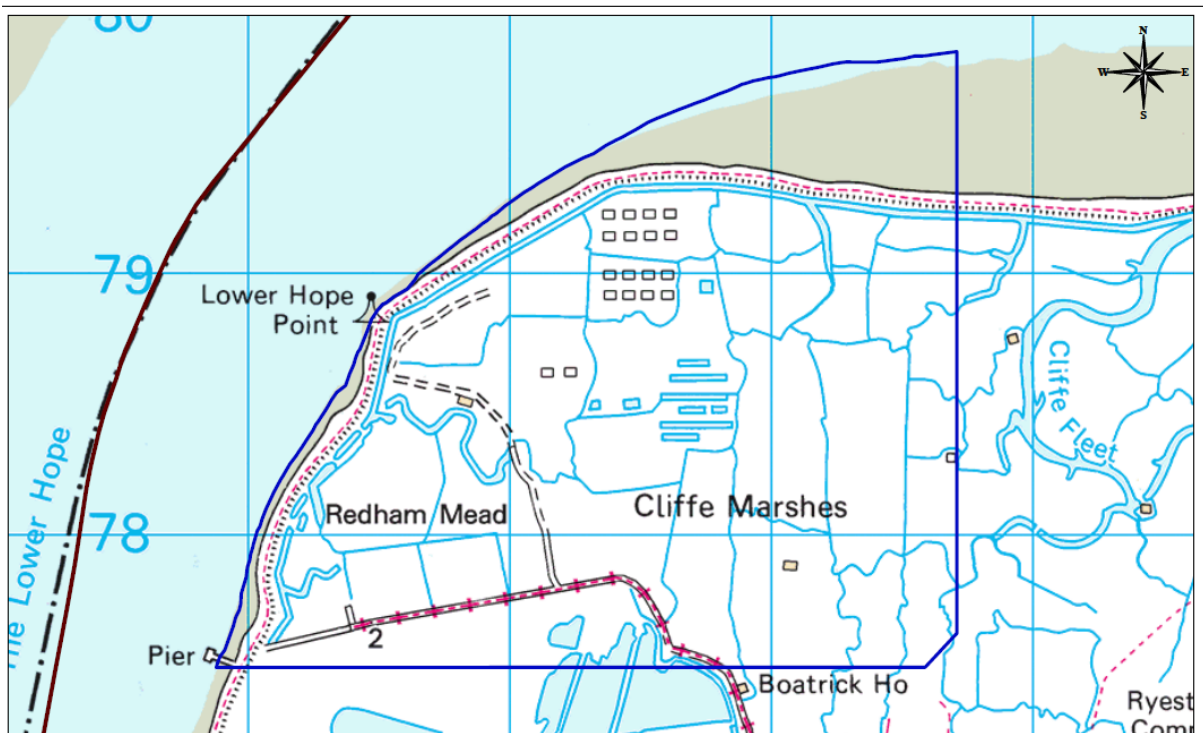 80
N
W E
S
79
Lower Hope
Point
Cliffe Fleet
The Lower Hope
78
Redham Mead
Cliffe Marshes
2
Pier
Boatrick Ho
Ryest
Com